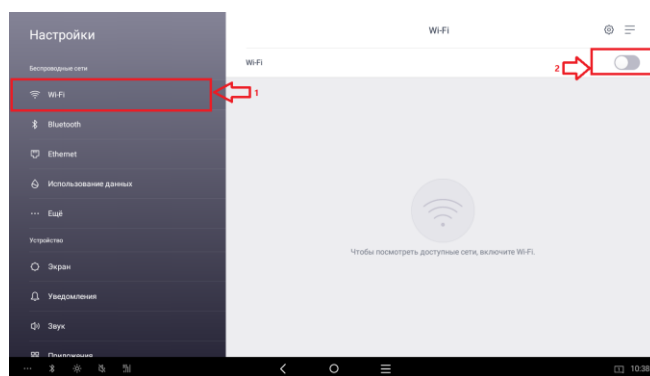 Настройки
Wi-Fi
Беспроводные сети
Wi-Fi
2
Wi-Fi
1
Bluetooth
Ethernet
Использование данных
Ещё
Чтобы посмотреть доступные сети, включите Wi-Fi.
Устройство
Экран
Уведомления
Звук
Приложения
10:38